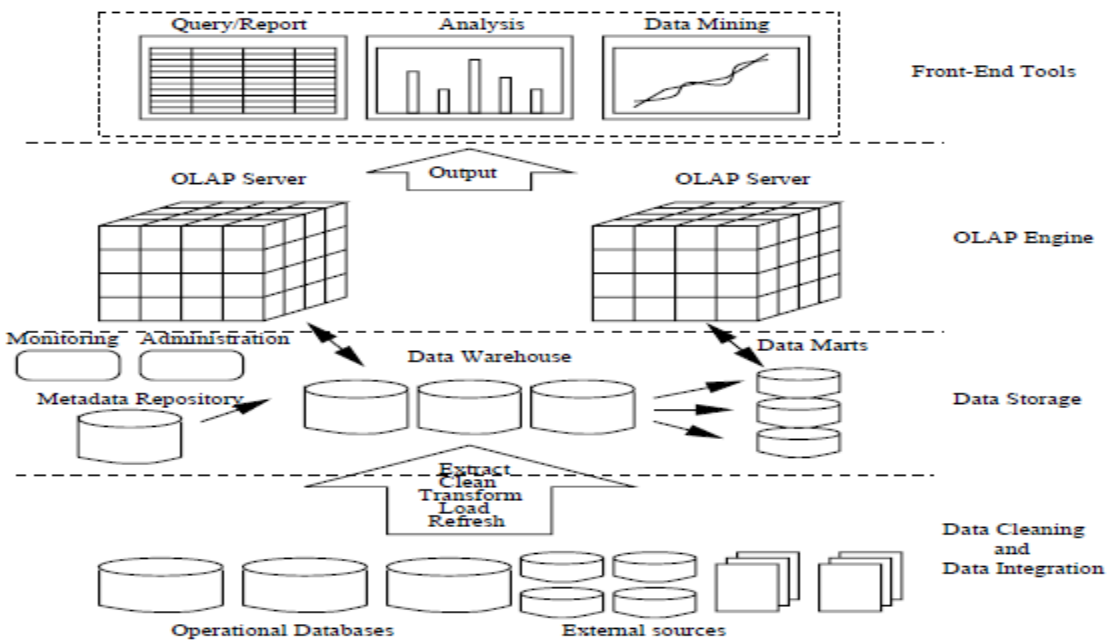 Query/Report
Analysis
Data Mining
Front-End Tools
Output
OLAP Server
OLAP Server
OLAP Engine
Monitoring
Administration
Data Warehouse
Data Marts
Metadata Repository
Data Storage
Extract
Clean
Transform
Load
Refresh
Data Cleaning
and
Data Integration
Operational Databases
External sources